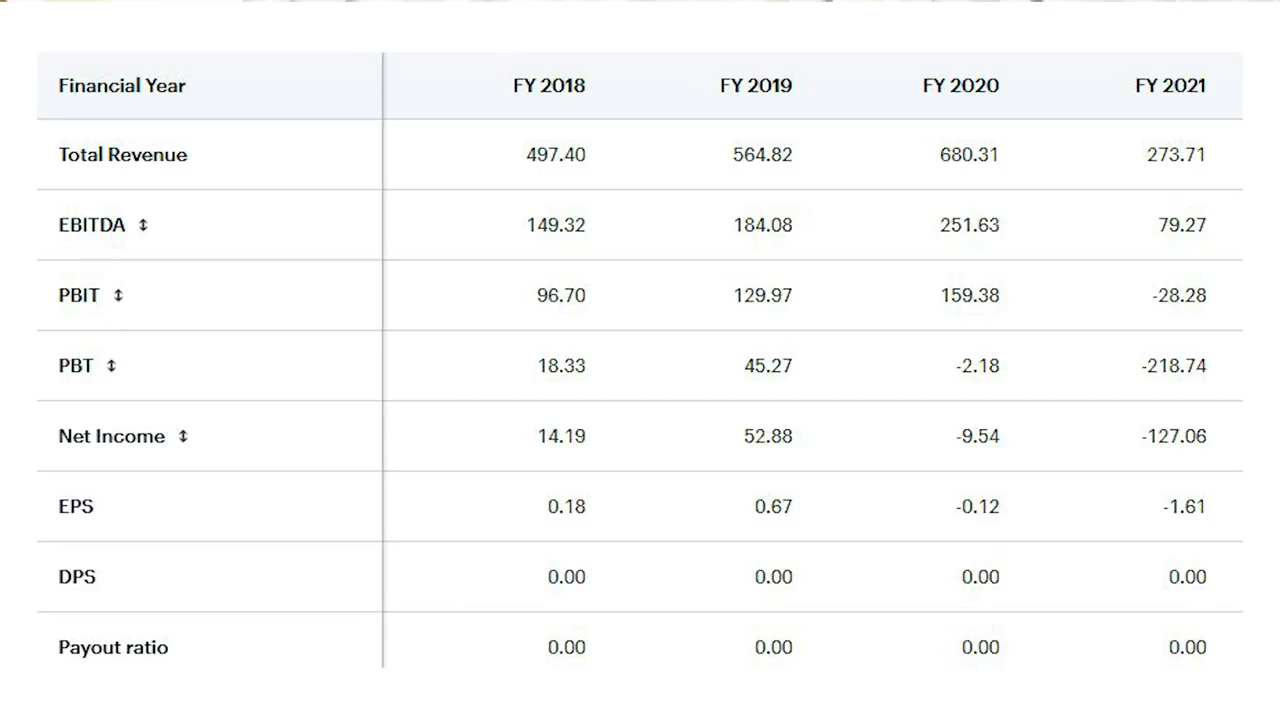 Financial Year FY 2018 FY 2019 FY 2020 FY 2021
Total Revenue 497.40 564.82 680.31 273.71
EBITDA ↕ 149.32 184.08 251.63 79.27
PBIT ↕ 96.70 129.97 159.38 -28.28
PBT ↕ 18.33 45.27 -2.18 -218.74
Net Income ↕ 14.19 52.88 -9.54 -127.06
EPS 0.18 0.67 -0.12 -1.61
DPS 0.00 0.00 0.00 0.00
Payout ratio 0.00 0.00 0.00 0.00